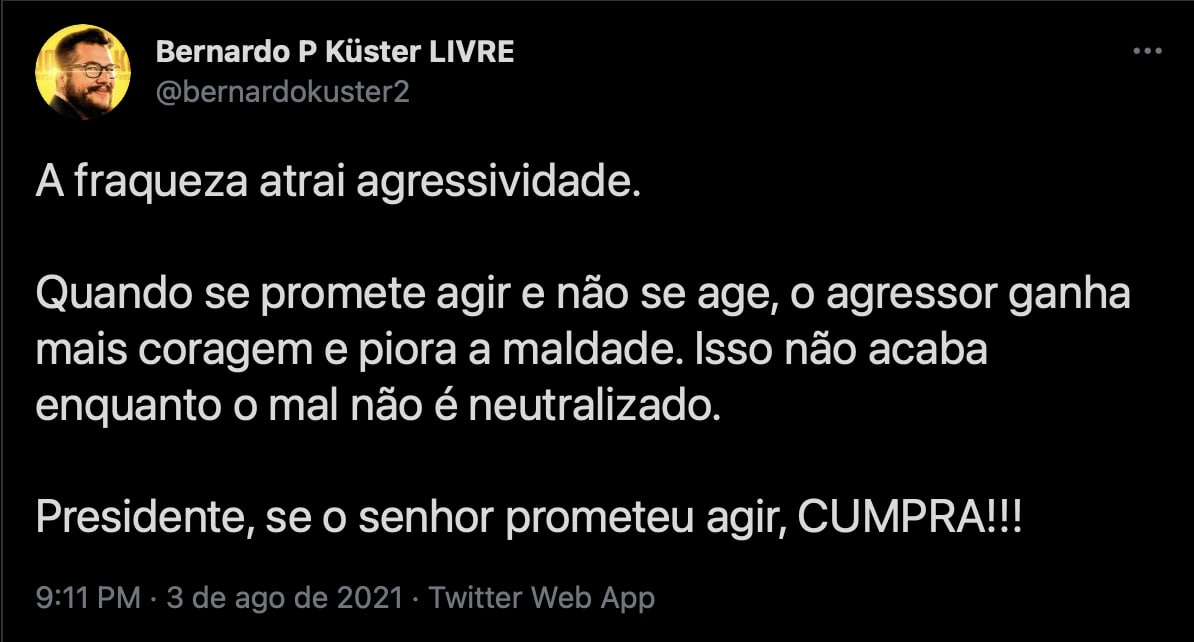 Bernardo P Küster LIVRE
@bernardokuster2
A fraqueza atrai agressividade.
Quando se promete agir e não se age, o agressor ganha
mais coragem e piora a maldade. Isso não acaba
enquanto o mal não é neutralizado.
Presidente, se o senhor prometeu agir, CUMPRA!!!
9:11 PM · 3 de ago de 2021 · Twitter Web App